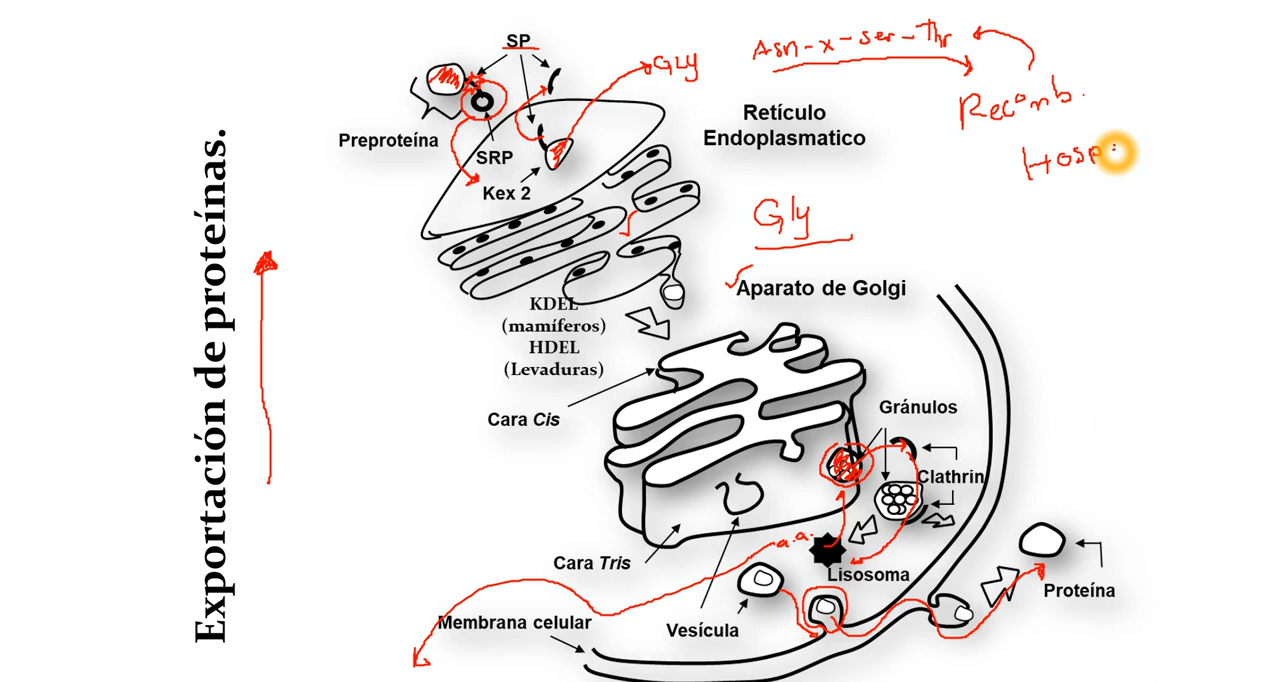 Exportación de proteínas.
SP
Gly
Asn-x-ser-Thr
Recomb.
Hosp
Preproteína
SRP
Kex 2
Retículo
Endoplasmatico
Gly
Aparato de Golgi
KDEL
(mamíferos)
HDEL
(Levaduras)
Cara Cis
Gránulos
Clathrin
a.a.
Cara Tris
Lisosoma
Proteína
Membrana celular
Vesícula